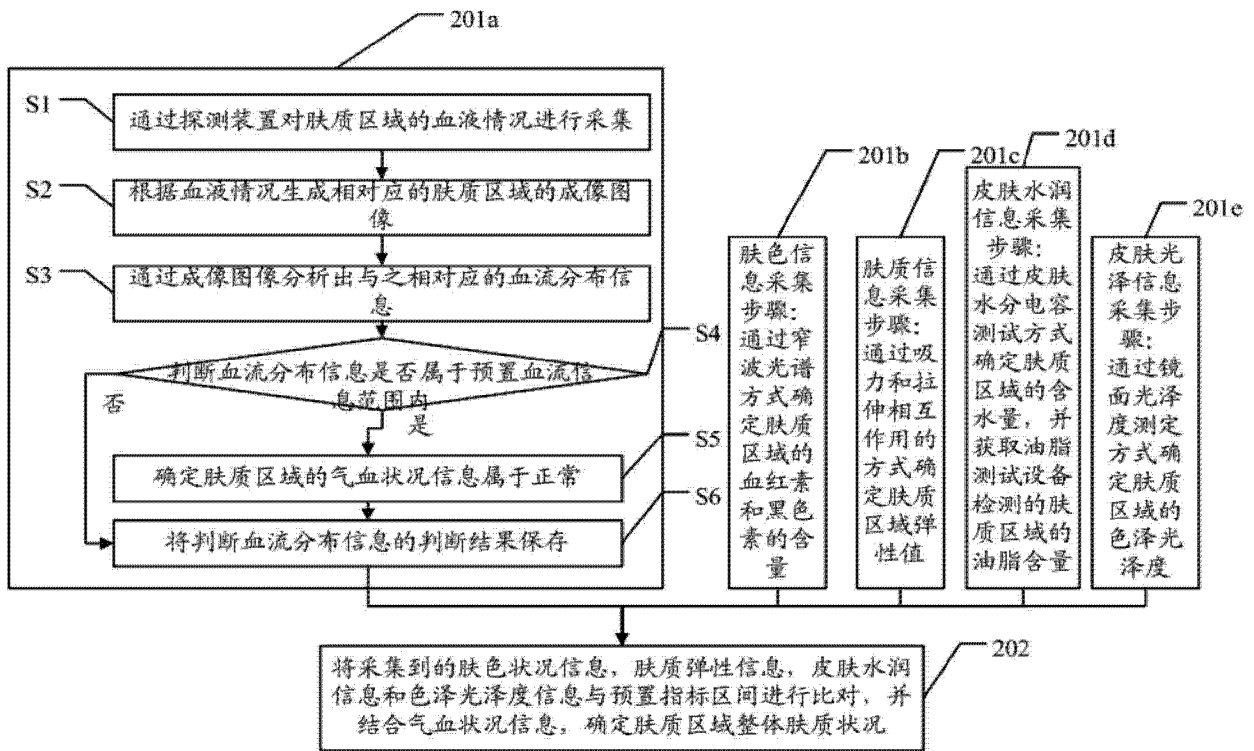 201a
S1
通过探测装置对肤质区域的血液情况进行采集
S2
根据血液情况生成相对应的肤质区域的成像图
像
S3
通过成像图像分析出与之相对应的血流分布信
息
S4
判断血流分布信息是否属于预置血流信
息范围内
否
是
S5
确定肤质区域的气血状况信息属于正常
S6
将判断血流分布信息的判断结果保存
201b
肤色信
息采集
步骤：
通过窄
波光谱
方式确
定肤质
区域的
血红素
和黑色
素的含
量
201c
肤质信
息采集
步骤：
通过吸
力和拉
伸相互
作用的
方式确
定肤质
区域弹
性值
201d
皮肤水润
信息采集
步骤：
通过皮肤
水分电容
测试方式
确定肤质
区域的含
水量，并
获取油脂
测试设备
检测的肤
质区域的
油脂含量
201e
皮肤光
泽信息
采集步
骤：
通过镜
面光泽
度测定
方式确
定肤质
区域的
色泽光
泽度
202
将采集到的肤色状况信息，肤质弹性信息，皮肤水润
信息和色泽光泽度信息与预置指标区间进行比对，并
结合气血状况信息，确定肤质区域整体肤质状况